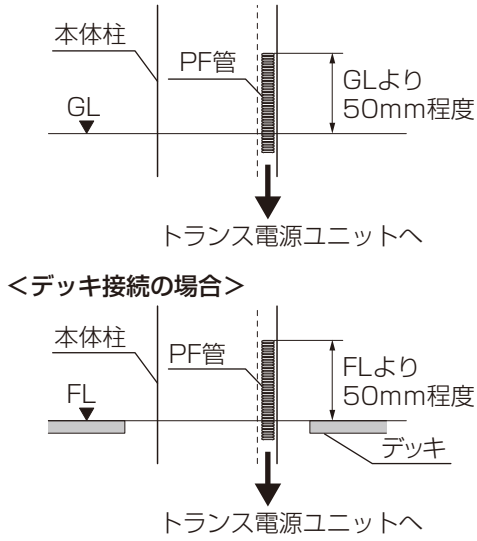 本体柱
PF管
GLより
50mm程度
GL
トランス電源ユニットへ
＜デッキ接続の場合＞
本体柱
PF管
FLより
50mm程度
FL
デッキ
トランス電源ユニットへ